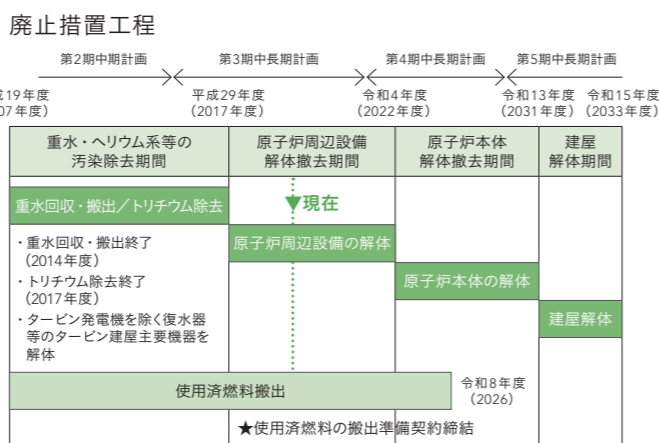 廃止措置工程
第2期中期計画 第3期中長期計画 第4期中長期計画 第5期中長期計画
19年度 平成29年度 令和4年度 令和13年度 令和15年度
07年度） （2017年度） （2022年度） （2031年度） （2033年度）
重水・ヘリウム系等の
汚染除去期間
原子炉周辺設備
解体撤去期間
原子炉本体
解体撤去期間
建屋
解体期間
重水回収・搬出／トリチウム除去
現在
・重水回収・搬出終了
（2014年度）
・トリチウム除去終了
（2017年度）
・タービン発電機を除く復水器
等のタービン建屋主要機器を
解体
原子炉周辺設備の解体
原子炉本体の解体
建屋解体
使用済燃料搬出
令和8年度
（2026）
★使用済燃料の搬出準備契約締結